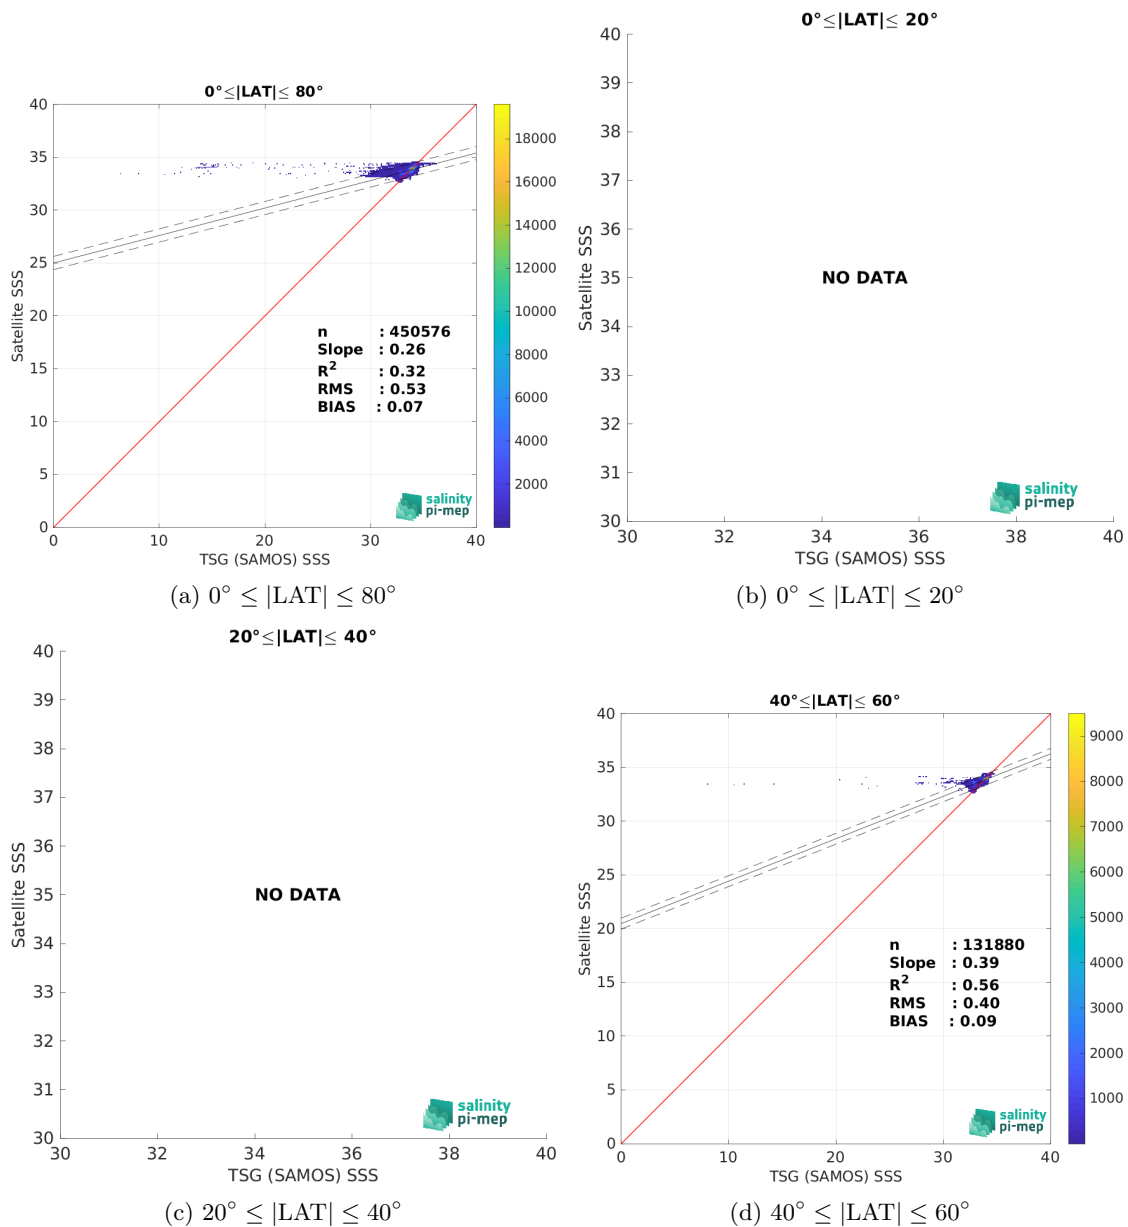 0°≤|LAT|≤ 80°
40
35
30
25
20
15
10
5
0
0
10
20
30
40
Satellite SSS
TSG (SAMOS) SSS
n : 450576
Slope : 0.26
R² : 0.32
RMS : 0.53
BIAS : 0.07
salinity
pi-mep
18000
16000
14000
12000
10000
8000
6000
4000
2000
(a) 0° ≤ |LAT| ≤ 80°
0°≤|LAT|≤ 20°
40
39
38
37
36
35
34
33
32
31
30
30
32
34
36
38
40
Satellite SSS
NO DATA
TSG (SAMOS) SSS
salinity
pi-mep
(b) 0° ≤ |LAT| ≤ 20°
20°≤|LAT|≤ 40°
40
39
38
37
36
35
34
33
32
31
30
30
32
34
36
38
40
Satellite SSS
NO DATA
TSG (SAMOS) SSS
salinity
pi-mep
(c) 20° ≤ |LAT| ≤ 40°
40°≤|LAT|≤ 60°
40
35
30
25
20
15
10
5
0
0
10
20
30
40
Satellite SSS
TSG (SAMOS) SSS
n : 131880
Slope : 0.39
R² : 0.56
RMS : 0.40
BIAS : 0.09
salinity
pi-mep
9000
8000
7000
6000
5000
4000
3000
2000
1000
(d) 40° ≤ |LAT| ≤ 60°